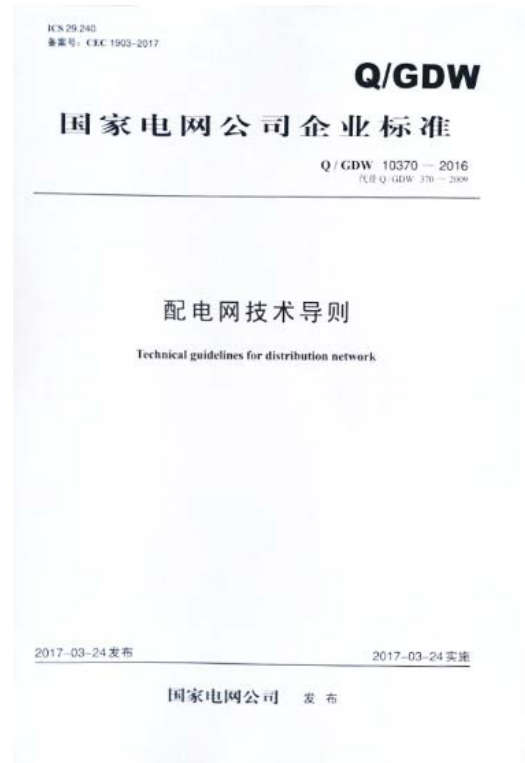 ICS 29.240
备案号：CEC 1903-2017
Q/GDW
国家电网公司企业标准
Q / GDW 10370 — 2016
代替 Q/GDW 370 — 2009
配电网技术导则
Technical guidelines for distribution network
2017-03-24发布
2017-03-24实施
国家电网公司 发布